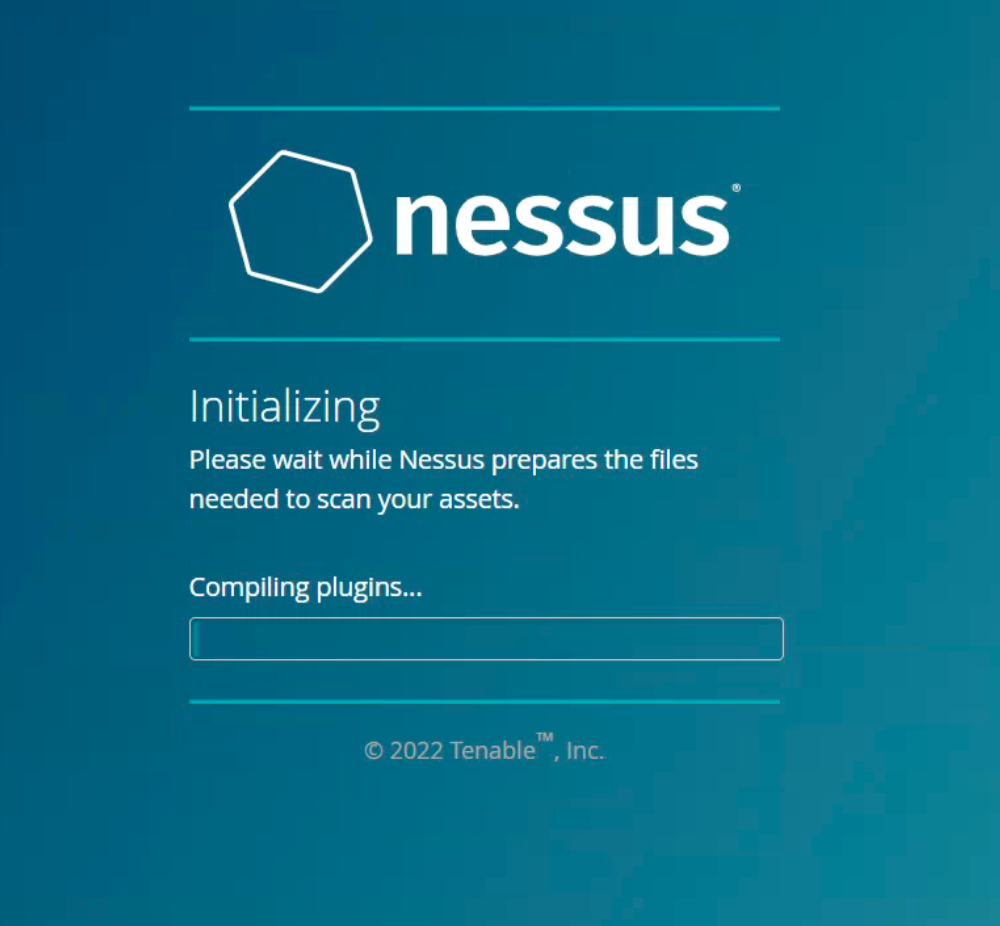 nessus®
Initializing
Please wait while Nessus prepares the files
needed to scan your assets.
Compiling plugins...
© 2022 Tenable™, Inc.